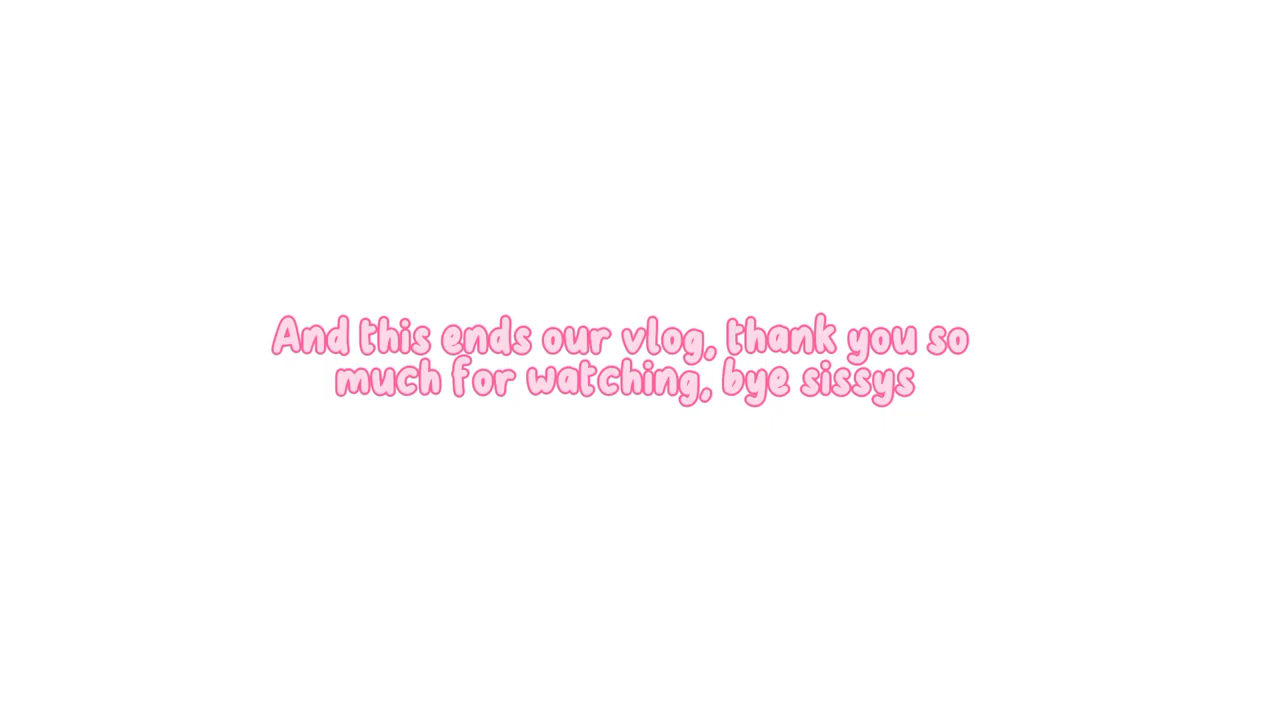 And this ends our vlog, thank you so
much for watching, bye sissys